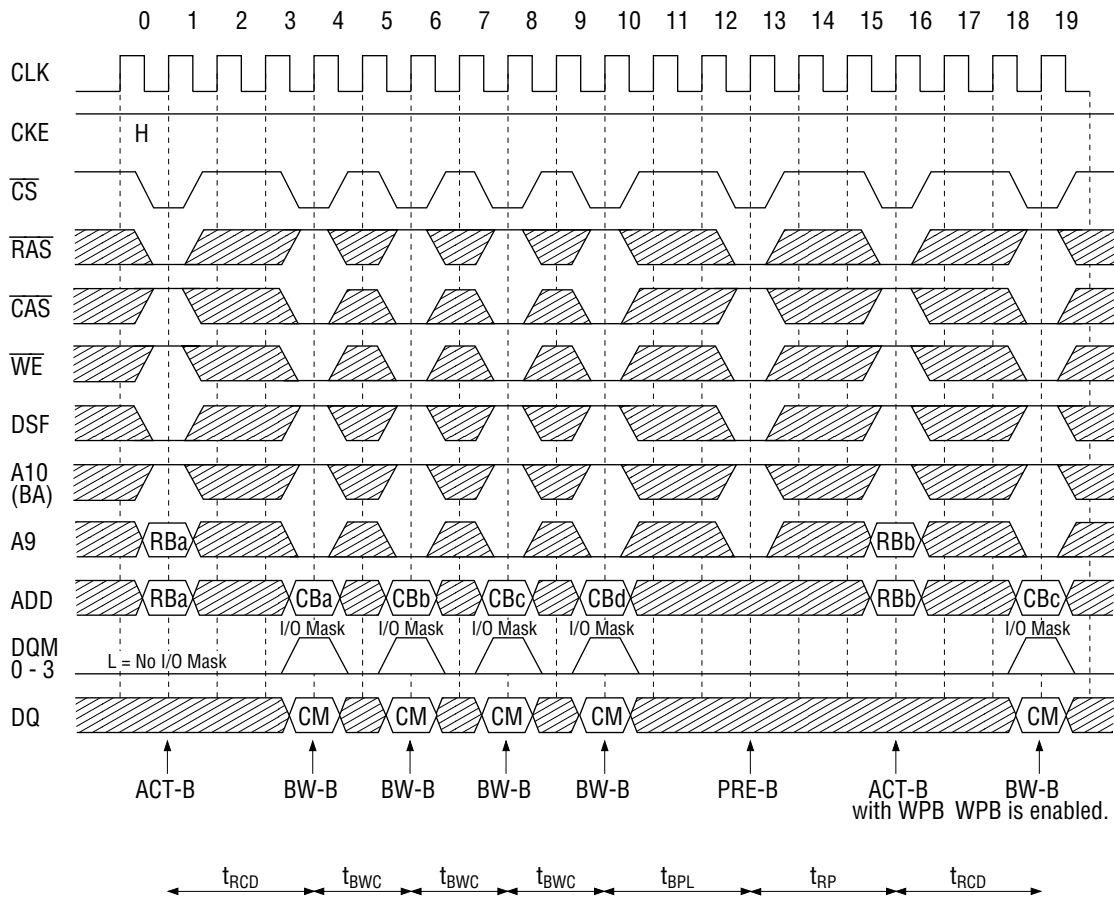 0 1 2 3 4 5 6 7 8 9 10 11 12 13 14 15 16 17 18 19
CLK
CKE H
CS
RAS
CAS
WE
DSF
A10
(BA)
A9 RBa RBb
ADD RBa CBa CBb CBc CBd RBb CBc
I/O Mask I/O Mask I/O Mask I/O Mask I/O Mask
DQM
0 - 3 L = No I/O Mask
DQ CM CM CM CM CM
ACT-B BW-B BW-B BW-B BW-B PRE-B ACT-B BW-B
with WPB WPB is enabled.
tRCD tBWC tBWC tBWC tBPL tRP tRCD